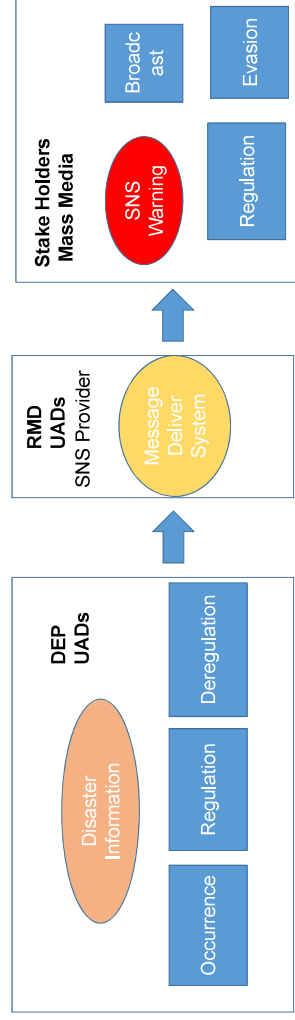 DEP
UADs
Disaster
Information
Occurrence
Regulation
Deregulation
RMD
UADs
SNS Provider
Message
Deliver
System
Stake Holders
Mass Media
SNS
Warning
Broadc
ast
Regulation
Evasion